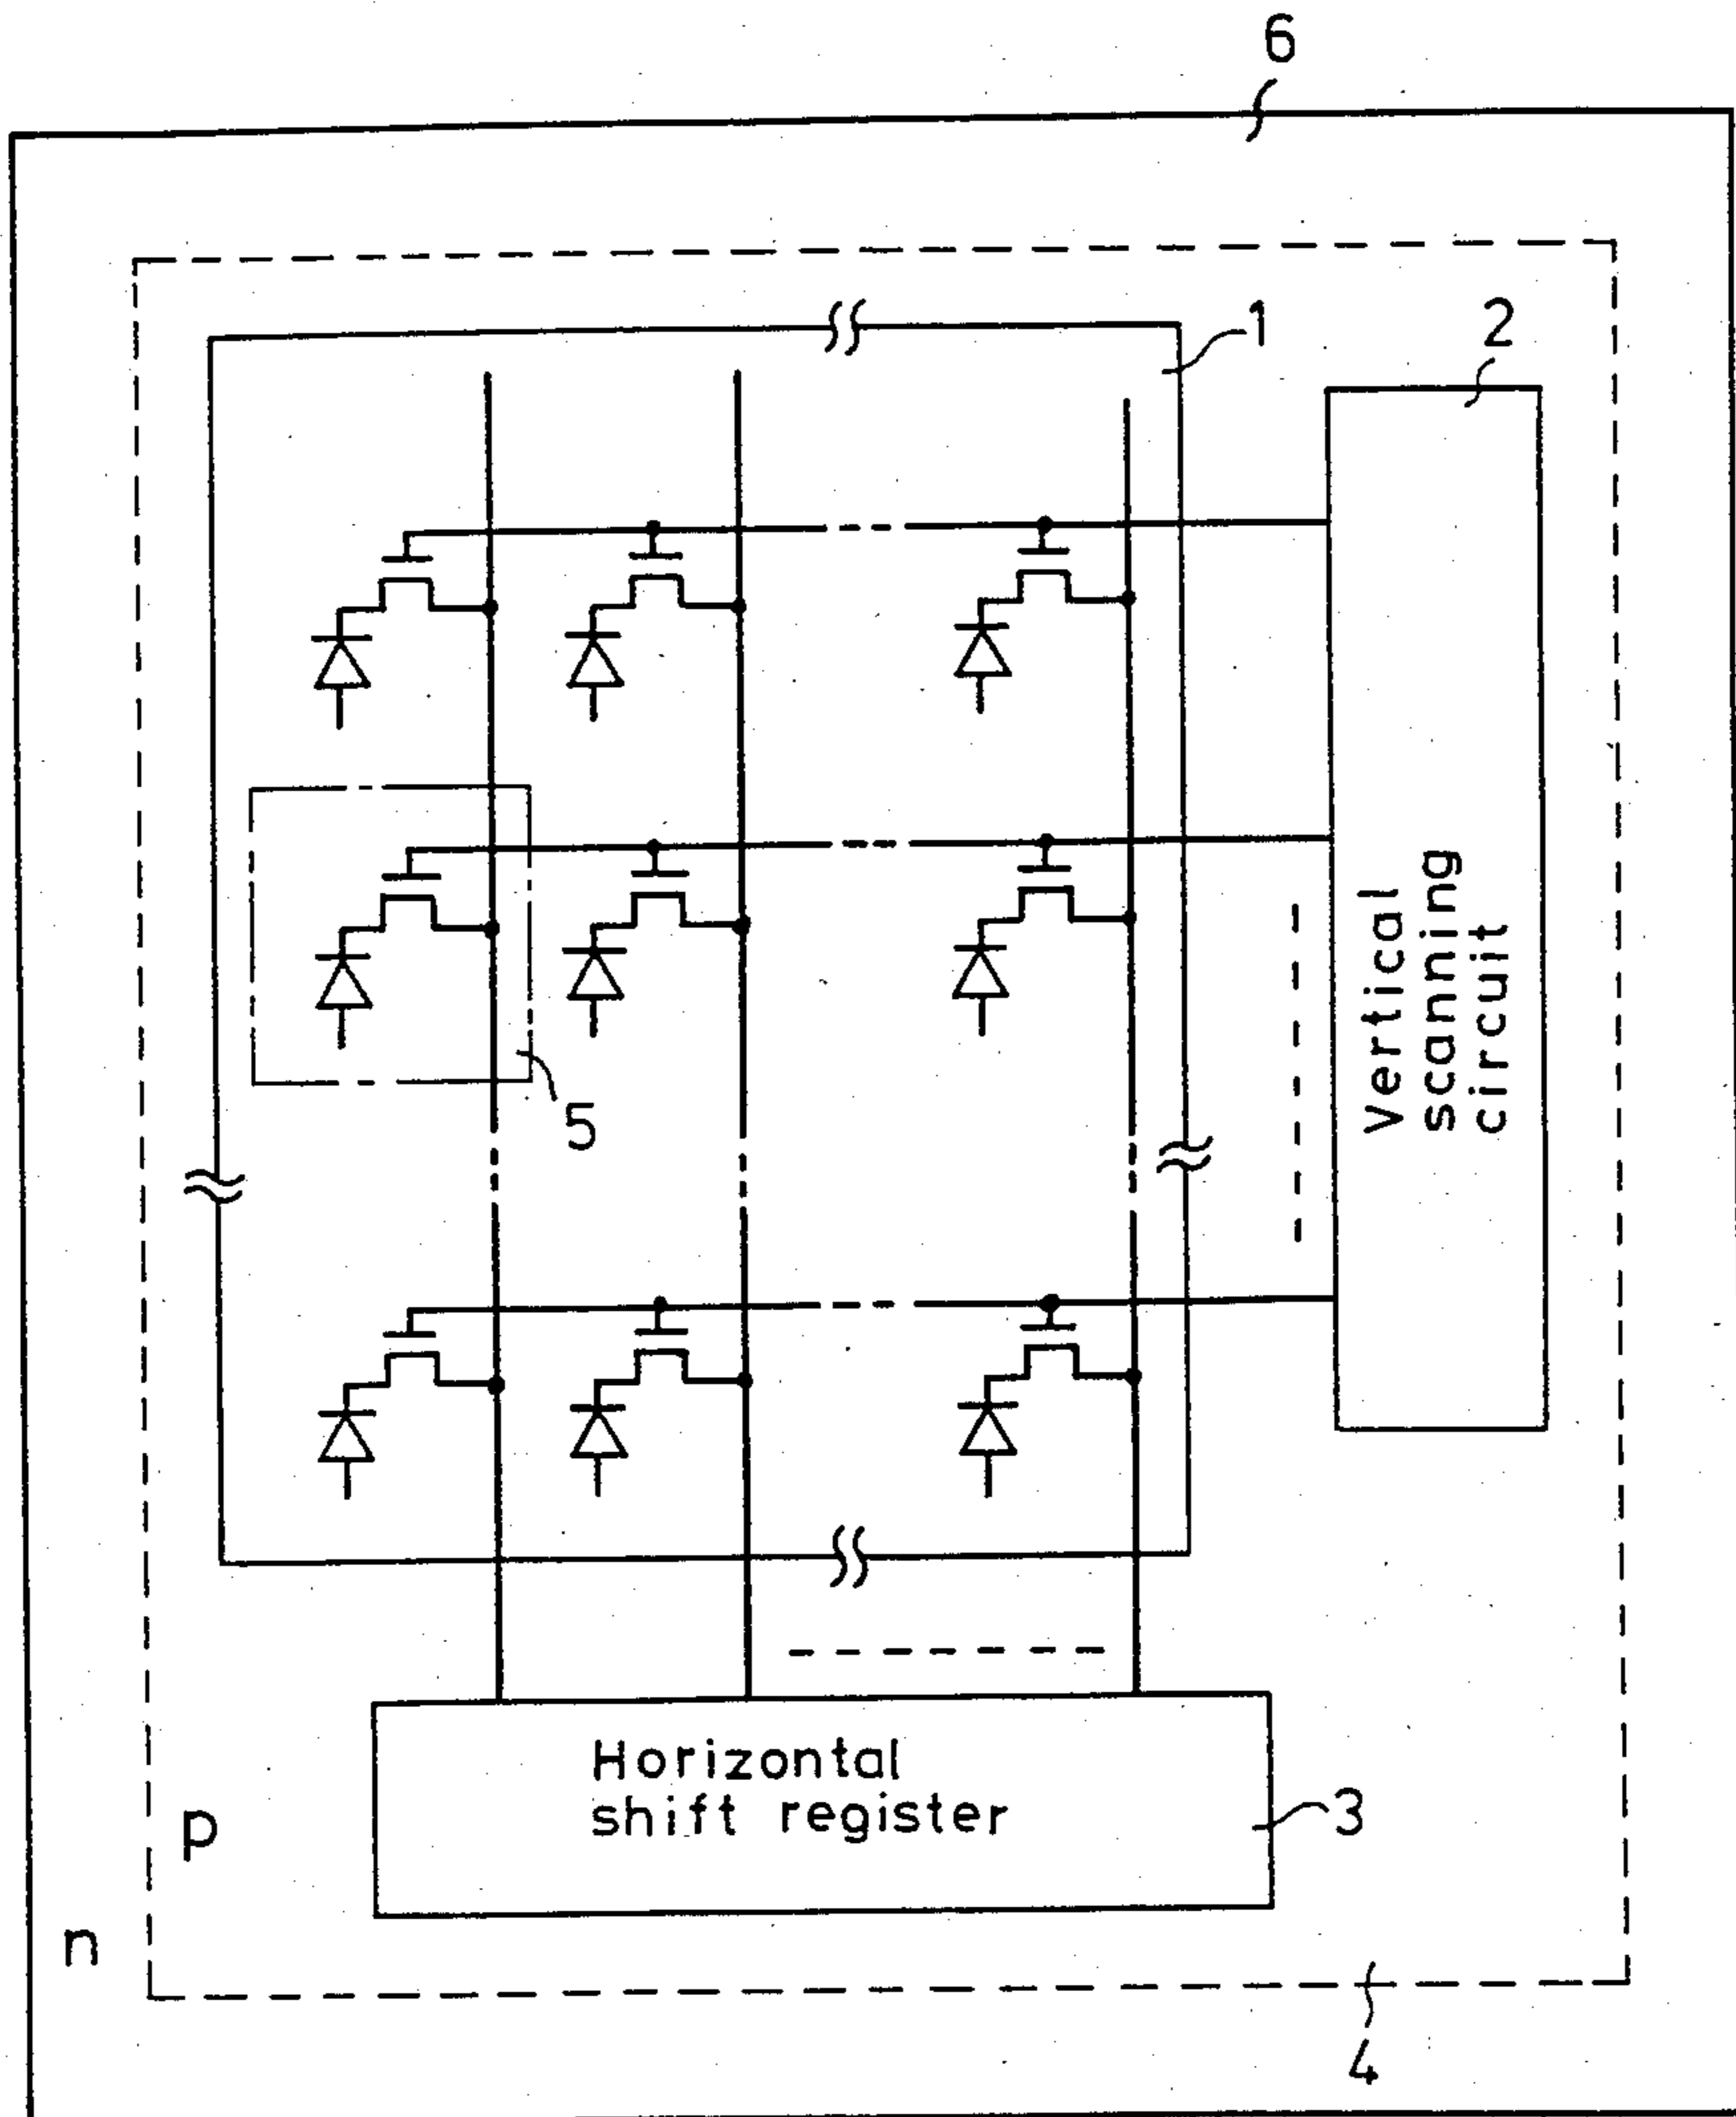 6
1
2
Vertical
scanning
circuit
5
Horizontal
shift register
3
p
n
4